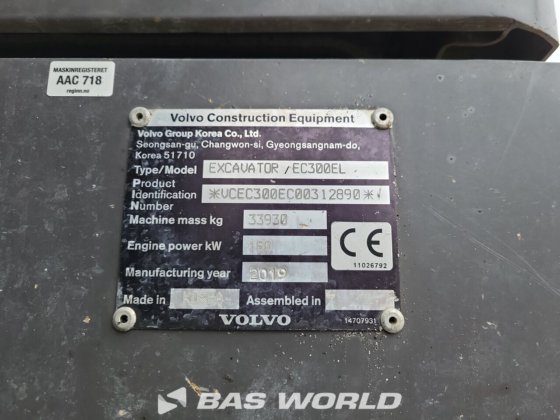 MASKINREGISTERET
AAC 718
reginn.no
Volvo Construction Equipment
Volvo Group Korea Co., Ltd.
Seongsan-gu, Changwon-si, Gyeongsangnam-do,
Korea 51710
Type/Model EXCAVATOR /EC300EL
Product
Identification *VCEC300EC00312890*
Number
Machine mass kg 33930
Engine power kW
Manufacturing year 2019
Made in
Assembled in
CE
11026792
VOLVO
14707931
BAS WORLD